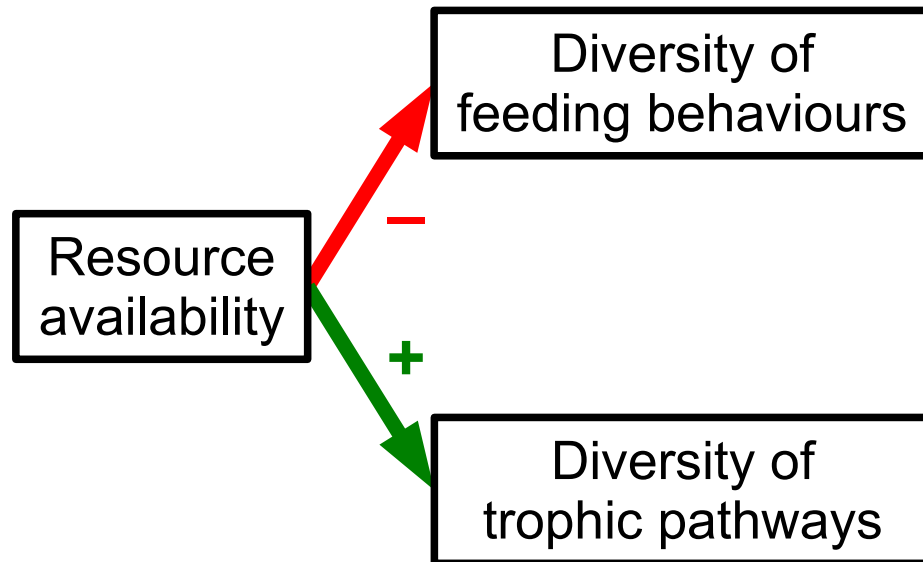 Diversity of
feeding behaviours
−
Resource
availability
+
Diversity of
trophic pathways